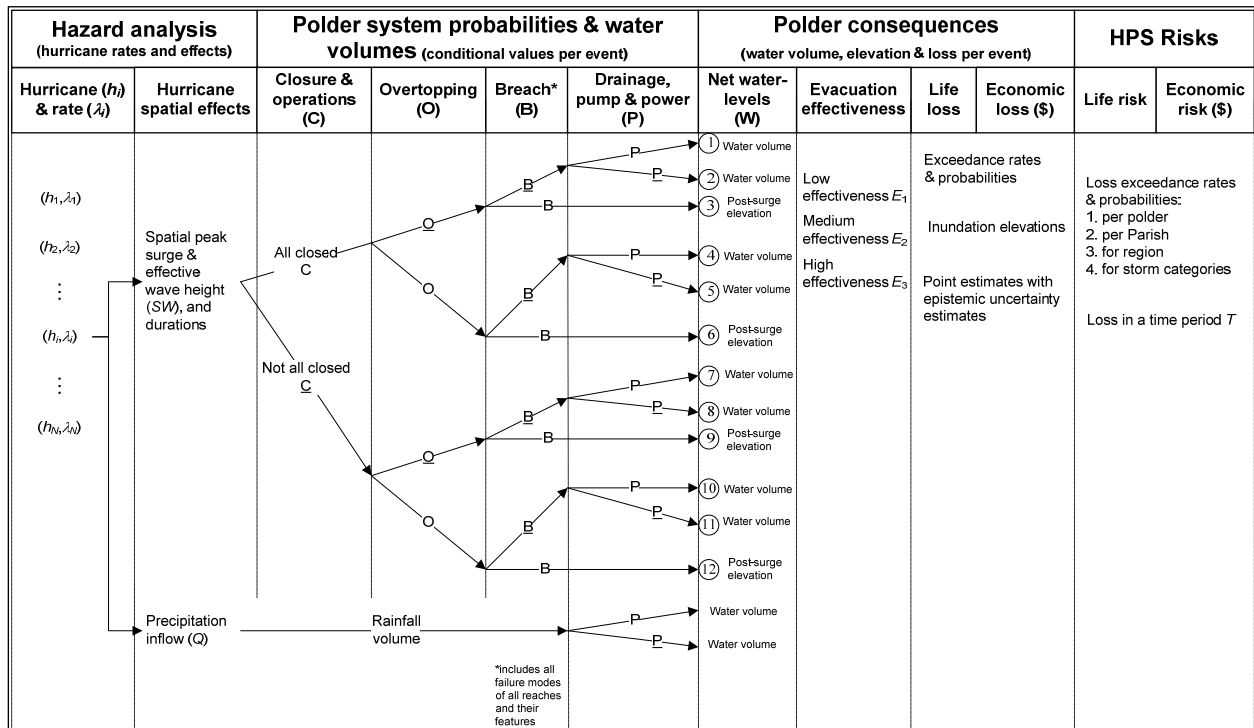 Hazard analysis
(hurricane rates and effects)
Polder system probabilities & water
volumes (conditional values per event)
Polder consequences
(water volume, elevation & loss per event)
HPS Risks
Hurricane (hi)
& rate (λi)
Hurricane
spatial effects
Closure &
operations
(C)
Overtopping
(O)
Breach*
(B)
Drainage,
pump & power
(P)
Net water-
levels
(W)
Evacuation
effectiveness
Life
loss
Economic
loss ($)
Life risk
Economic
risk ($)
(h1,λ1)
(h2,λ2)
⋮
(hi,λi)
⋮
(hN,λN)
Spatial peak
surge &
effective
wave height
(SW), and
durations
All closed
C
Not all closed
C
O
O
O
O
B
B
B
B
B
B
B
B
P
P
P
P
P
P
P
P
1 Water volume
2 Water volume
3 Post-surge
elevation
4 Water volume
5 Water volume
6 Post-surge
elevation
7 Water volume
8 Water volume
9 Post-surge
elevation
10 Water volume
11 Water volume
12 Post-surge
elevation
Low
effectiveness E1
Medium
effectiveness E2
High
effectiveness E3
Exceedance rates
& probabilities
Inundation elevations
Point estimates with
epistemic uncertainty
estimates
Loss exceedance rates
& probabilities:
1. per polder
2. per Parish
3. for region
4. for storm categories
Loss in a time period T
Precipitation
inflow (Q)
Rainfall
volume
P
P
Water volume
Water volume
*includes all
failure modes
of all reaches
and their
features